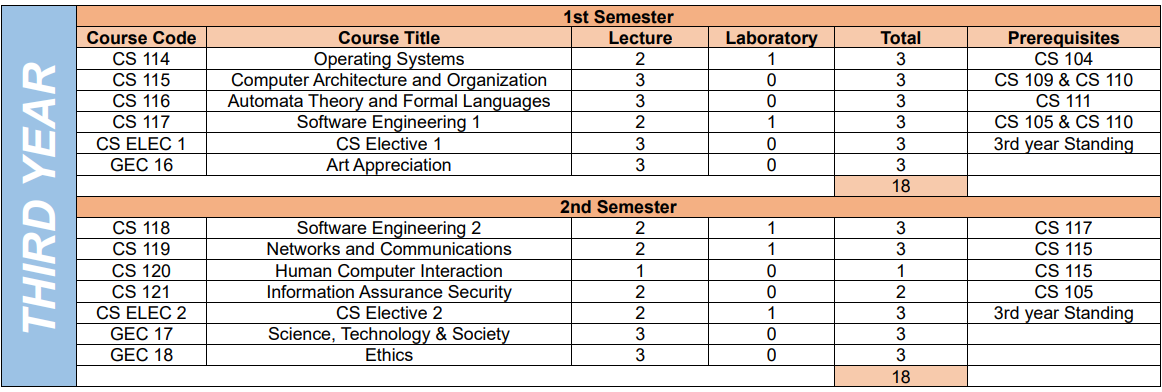 THIRD YEAR
1st Semester
Course Code Course Title Lecture Laboratory Total Prerequisites
CS 114 Operating Systems 2 1 3 CS 104
CS 115 Computer Architecture and Organization 3 0 3 CS 109 & CS 110
CS 116 Automata Theory and Formal Languages 3 0 3 CS 111
CS 117 Software Engineering 1 2 1 3 CS 105 & CS 110
CS ELEC 1 CS Elective 1 3 0 3 3rd year Standing
GEC 16 Art Appreciation 3 0 3
18
2nd Semester
CS 118 Software Engineering 2 2 1 3 CS 117
CS 119 Networks and Communications 2 1 3 CS 115
CS 120 Human Computer Interaction 1 0 1 CS 115
CS 121 Information Assurance Security 2 0 2 CS 105
CS ELEC 2 CS Elective 2 2 1 3 3rd year Standing
GEC 17 Science, Technology & Society 3 0 3
GEC 18 Ethics 3 0 3
18